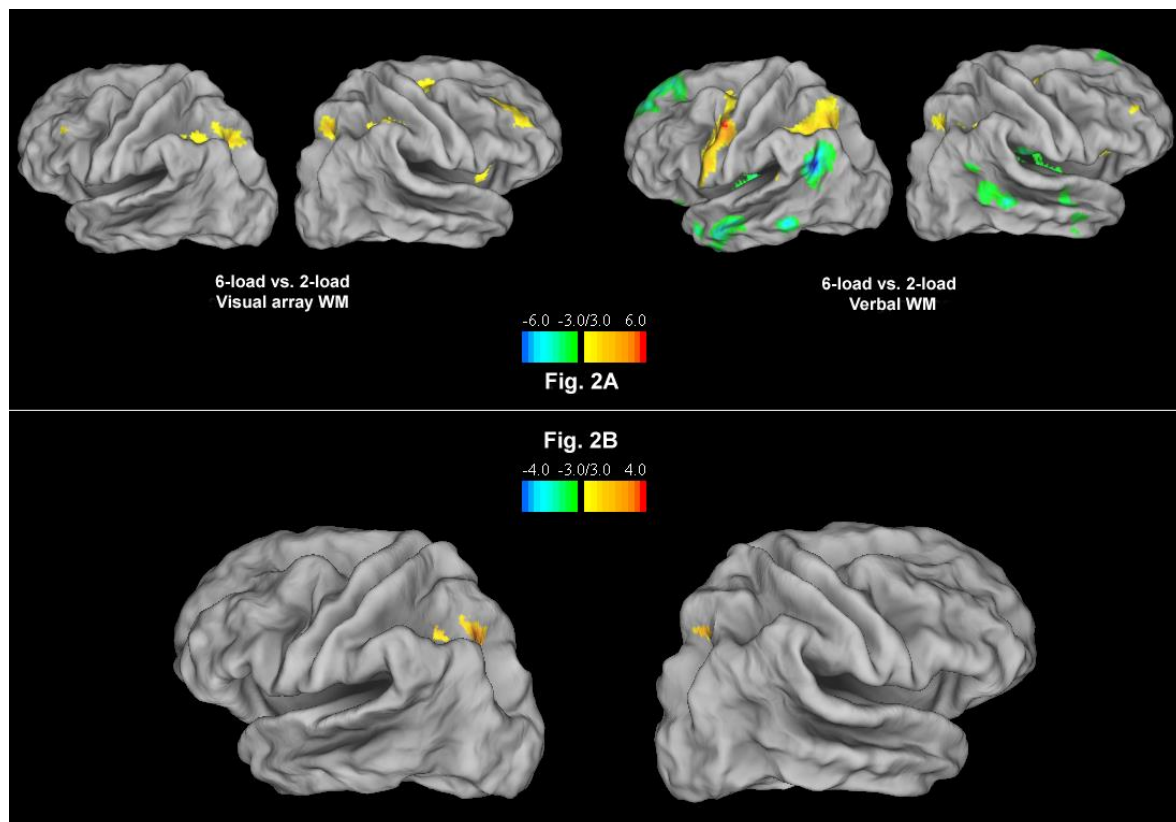 6-load vs. 2-load
Visual array WM
6-load vs. 2-load
Verbal WM
-6.0 -3.0/3.0 6.0
Fig. 2A
Fig. 2B
-4.0 -3.0/3.0 4.0